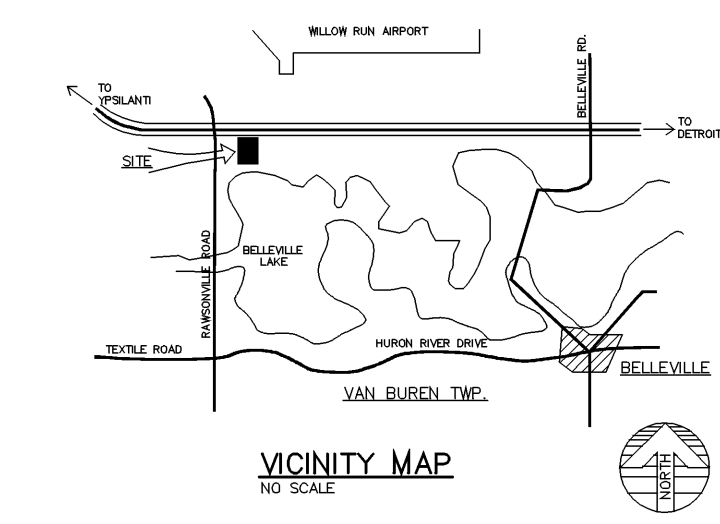 WILLOW RUN AIRPORT
BELLEVILLE RD.
TO
YPSILANTI
TO
DETROIT
SITE
RAWSONVILLE ROAD
BELLEVILLE
LAKE
TEXTILE ROAD
HURON RIVER DRIVE
BELLEVILLE
VAN BUREN TWP.
VICINITY MAP
NO SCALE
NORTH